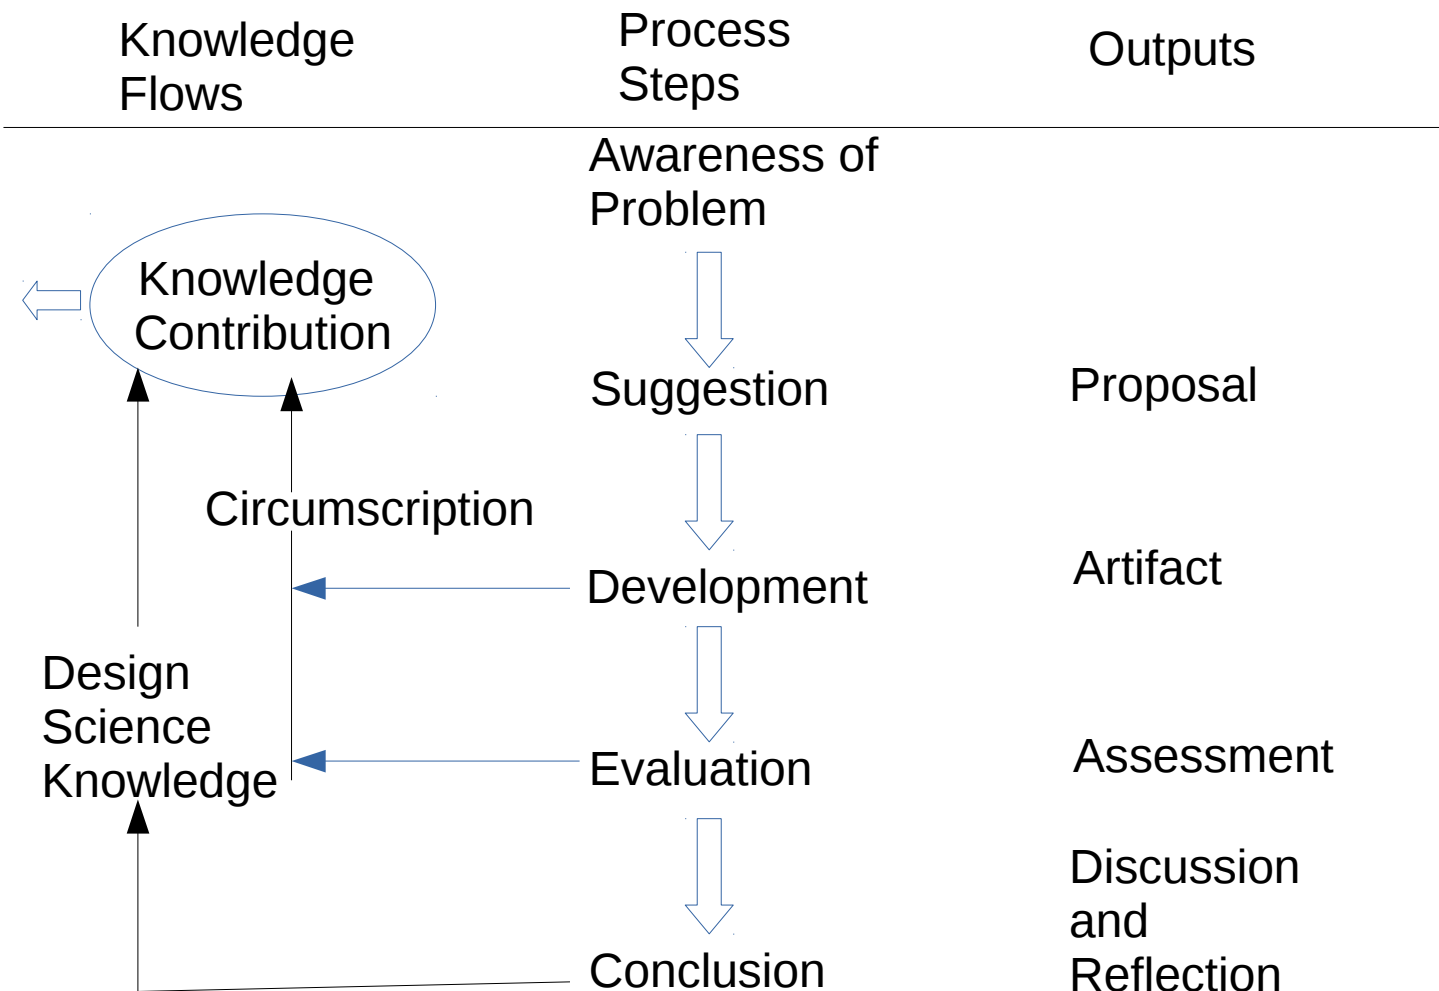 Knowledge
Flows
Process
Steps
Outputs
Awareness of
Problem
Knowledge
Contribution
Suggestion
Proposal
Circumscription
Development
Artifact
Design
Science
Knowledge
Evaluation
Assessment
Discussion
and
Reflection
Conclusion